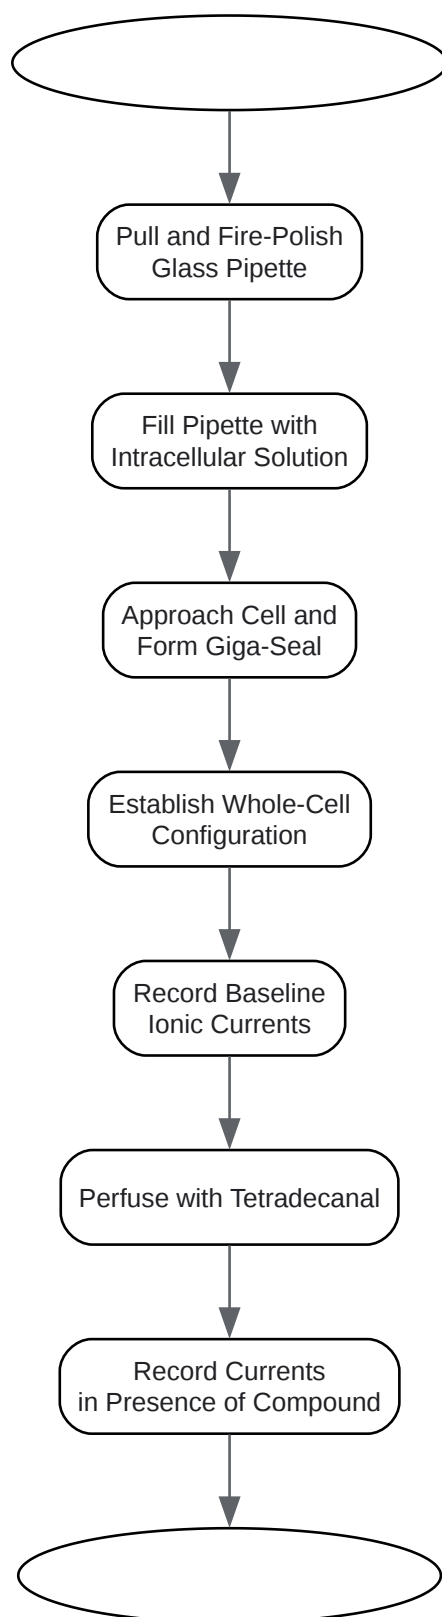 Pull and Fire-Polish
Glass Pipette
Fill Pipette with
Intracellular Solution
Approach Cell and
Form Giga-Seal
Establish Whole-Cell
Configuration
Record Baseline
Ionic Currents
Perfuse with Tetradecanal
Record Currents
in Presence of Compound